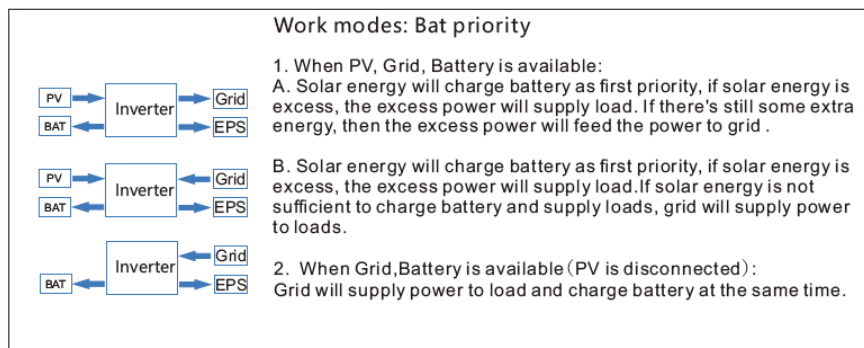 Work modes: Bat priority
1. When PV, Grid, Battery is available:
A. Solar energy will charge battery as first priority, if solar energy is
excess, the excess power will supply load. If there's still some extra
energy, then the excess power will feed the power to grid .
PV
Inverter
Grid
BAT
EPS
B. Solar energy will charge battery as first priority, if solar energy is
excess, the excess power will supply load.If solar energy is not
sufficient to charge battery and supply loads, grid will supply power
to loads.
PV
Inverter
Grid
BAT
EPS
2. When Grid,Battery is available(PV is disconnected):
Grid will supply power to load and charge battery at the same time.
Inverter
Grid
BAT
EPS